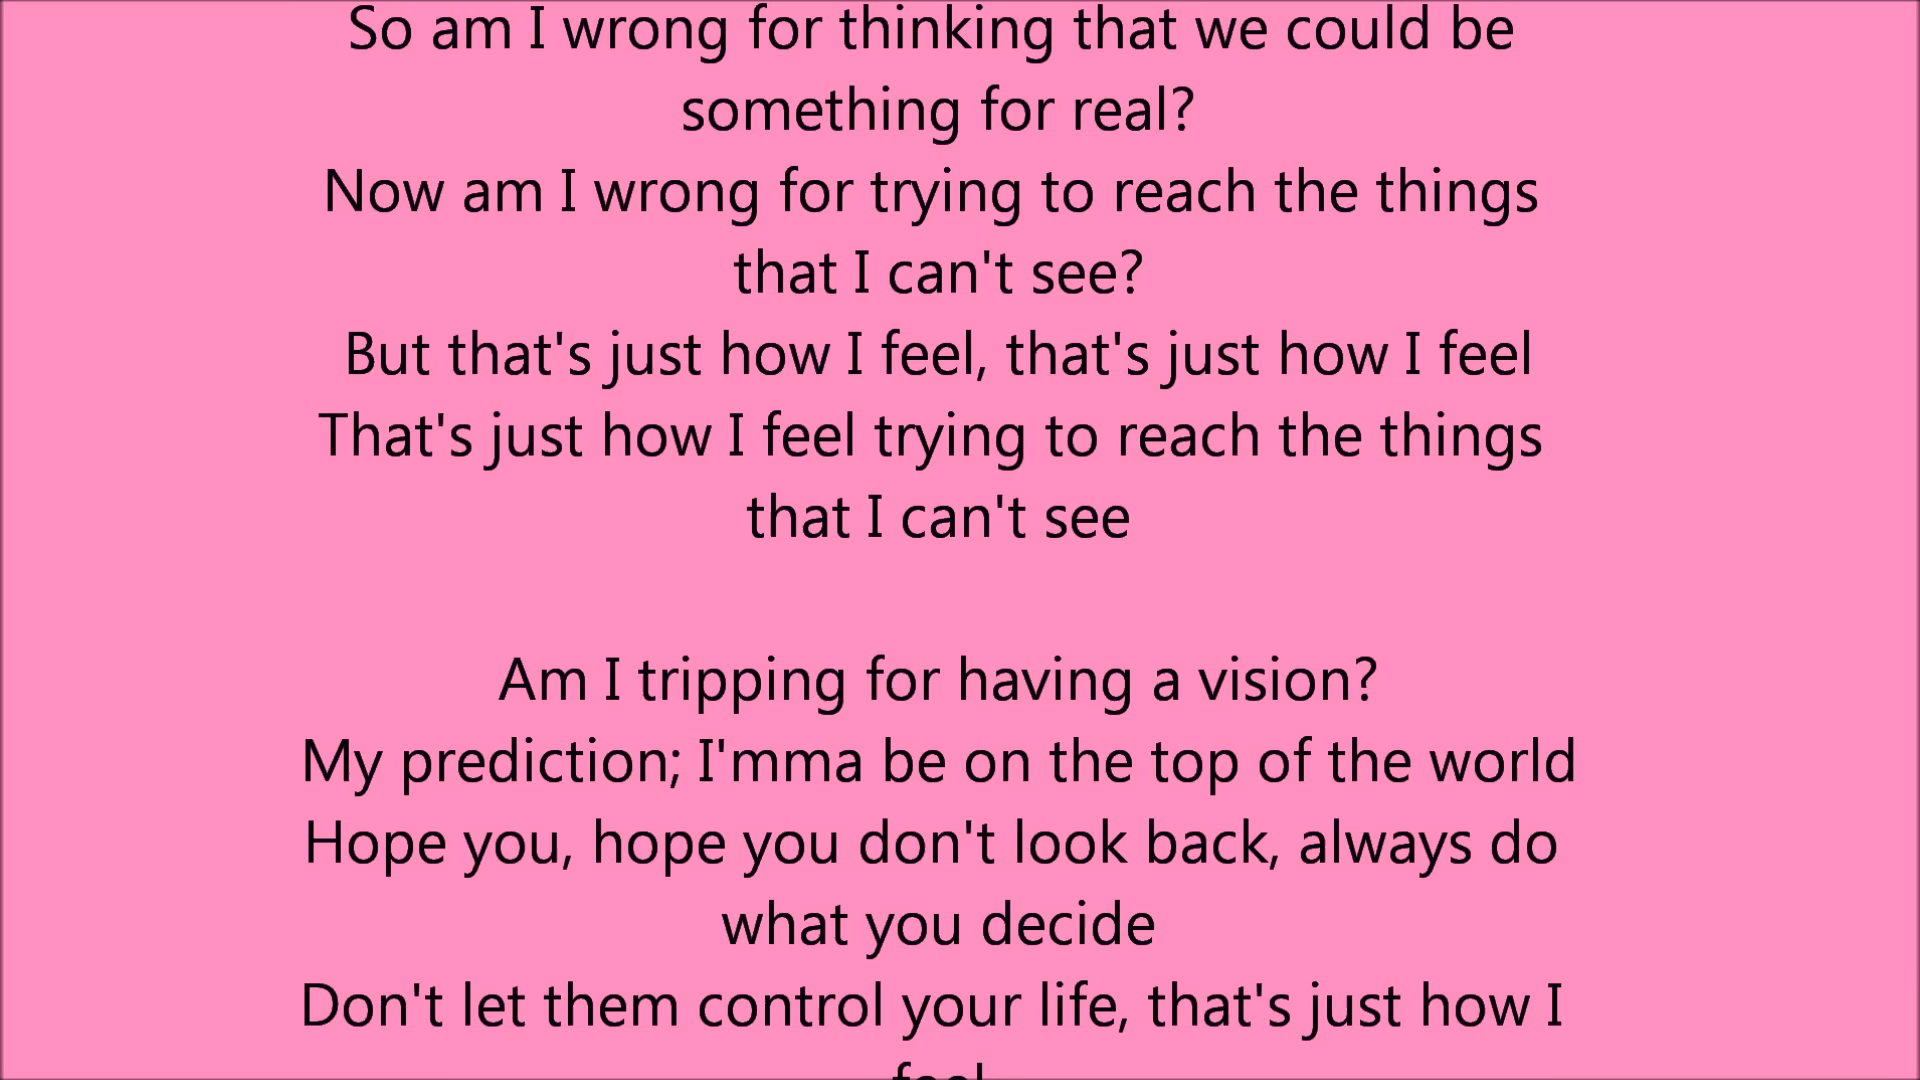 So am I wrong for thinking that we could be
something for real?
Now am I wrong for trying to reach the things
that I can't see?
But that's just how I feel, that's just how I feel
That's just how I feel trying to reach the things
that I can't see
Am I tripping for having a vision?
My prediction; I'mma be on the top of the world
Hope you, hope you don't look back, always do
what you decide
Don't let them control your life, that's just how I
feel